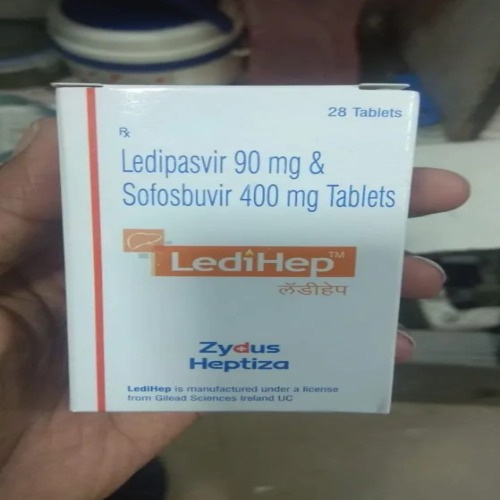 28 Tablets
Rx
Ledipasvir 90 mg &
Sofosbuvir 400 mg Tablets
LediHep™
लॅडीहेप
Zydus
Heptiza
LediHep is manufactured under a license
from Gilead Sciences Ireland UC